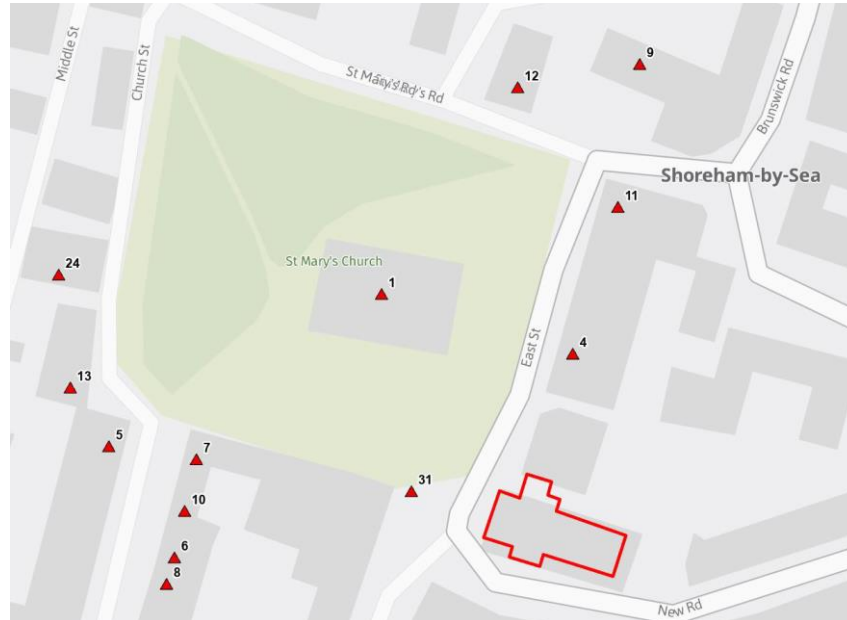 Middle St
Church St
St Mary's Rd
9
12
Brunswick Rd
Shoreham-by-Sea
11
St Mary's Church
24
1
East St
4
13
5
7
31
10
6
8
New Rd